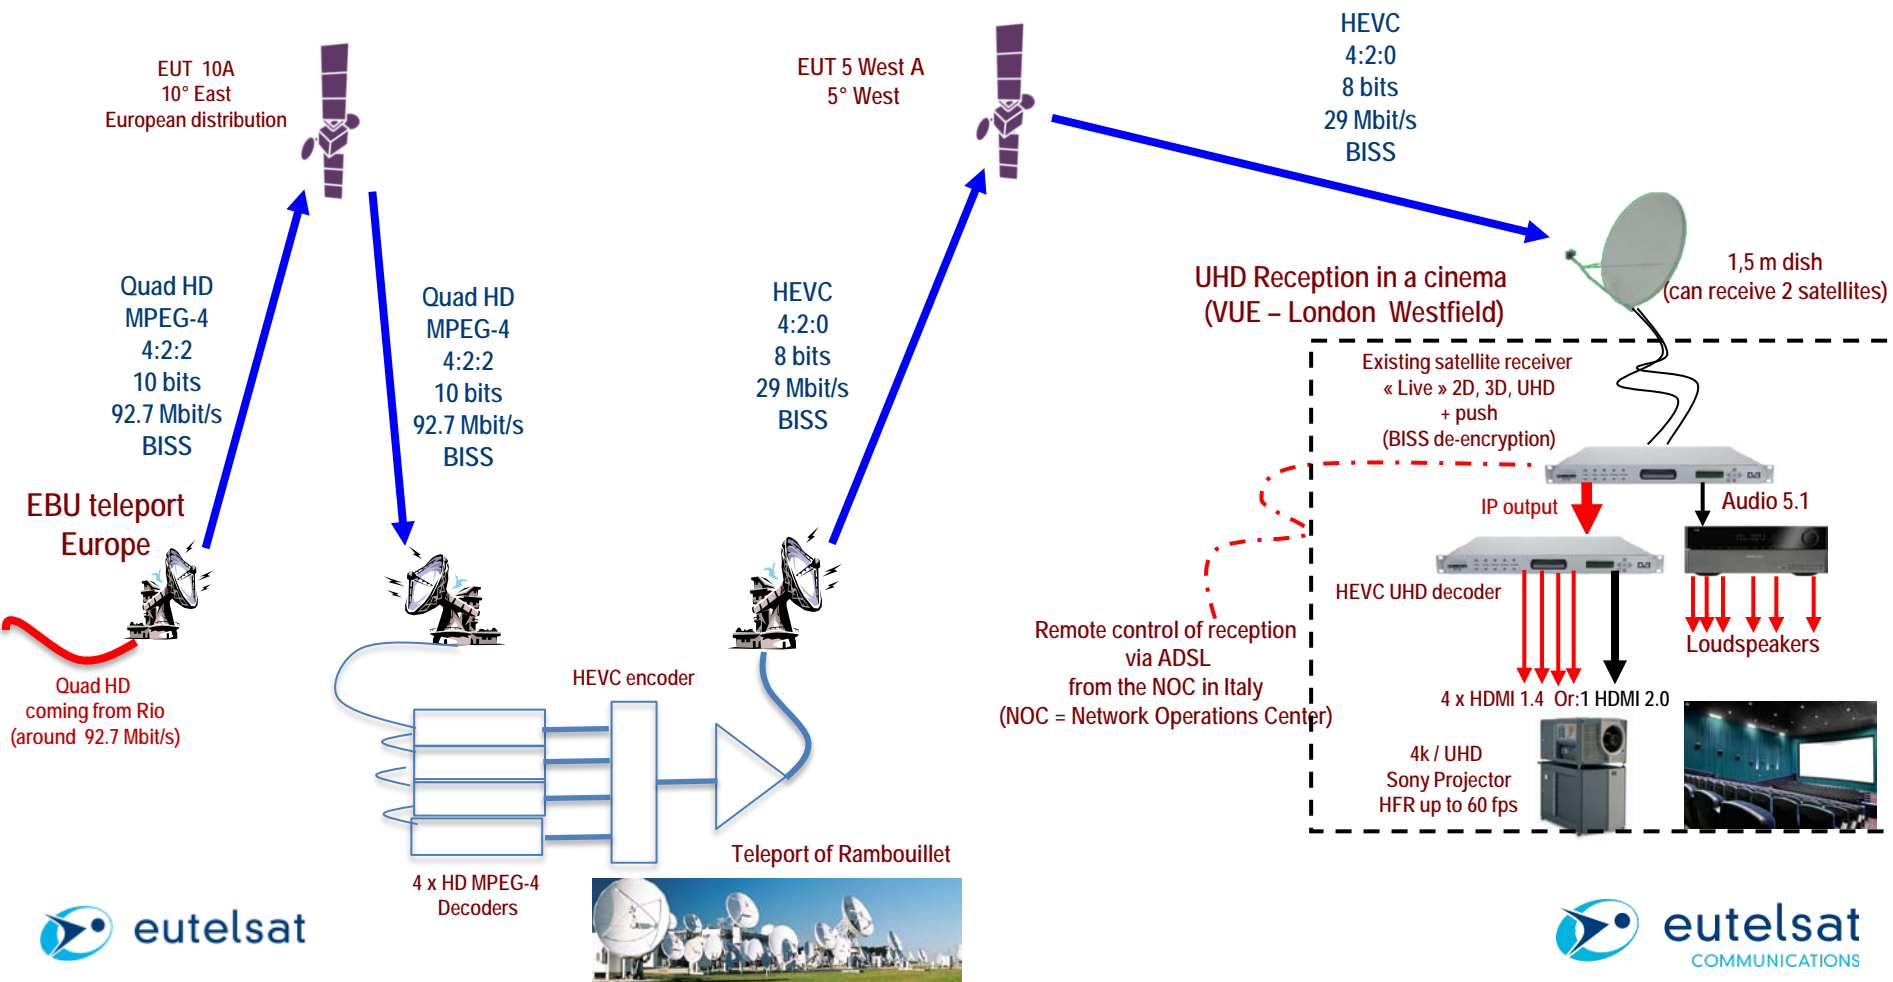 EUT 10A
10° East
European distribution
EUT 5 West A
5° West
HEVC
4:2:0
8 bits
29 Mbit/s
BISS
Quad HD
MPEG-4
4:2:2
10 bits
92.7 Mbit/s
BISS
Quad HD
MPEG-4
4:2:2
10 bits
92.7 Mbit/s
BISS
HEVC
4:2:0
8 bits
29 Mbit/s
BISS
UHD Reception in a cinema
(VUE – London Westfield)
1,5 m dish
(can receive 2 satellites)
Existing satellite receiver
« Live » 2D, 3D, UHD
+ push
(BISS de-encryption)
EBU teleport
Europe
IP output
Audio 5.1
HEVC UHD decoder
Loudspeakers
Remote control of reception
via ADSL
from the NOC in Italy
(NOC = Network Operations Center)
4 x HDMI 1.4 Or:1 HDMI 2.0
Quad HD
coming from Rio
(around 92.7 Mbit/s)
HEVC encoder
4k / UHD
Sony Projector
HFR up to 60 fps
Teleport of Rambouillet
4 x HD MPEG-4
Decoders
eutelsat
eutelsat
COMMUNICATIONS